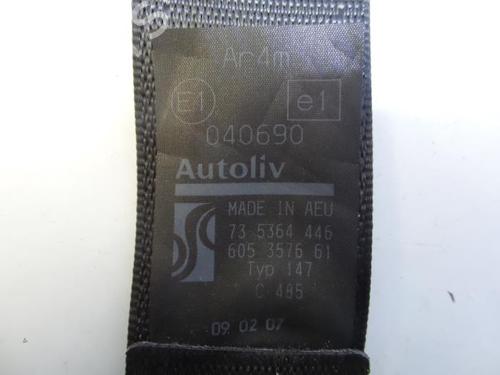 Ar4m
E1 e1
040690
Autoliv
MADE IN AEU
73 5364 446
605 3576 61
Typ 147
C 485
09 02 07